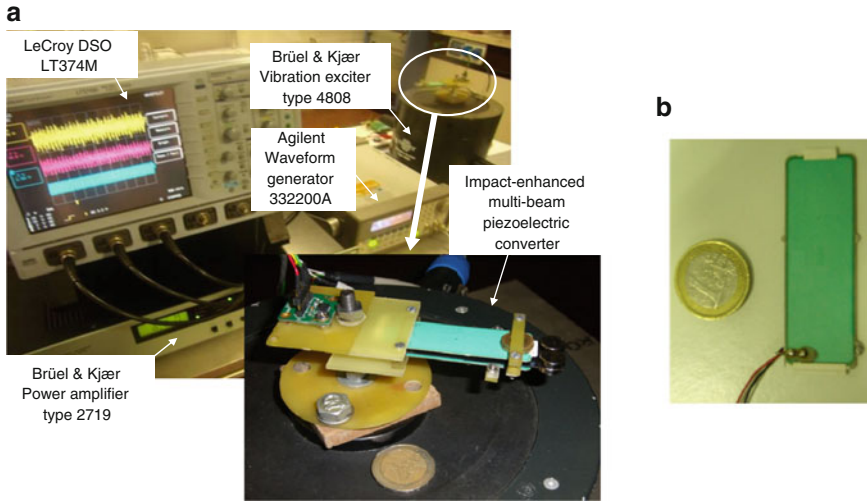 a
LeCroy DSO
LT374M
Brüel & Kjær
Vibration exciter
type 4808
Agilent
Waveform
generator
332200A
Impact-enhanced
multi-beam
piezoelectric
converter
Brüel & Kjær
Power amplifier
type 2719
b